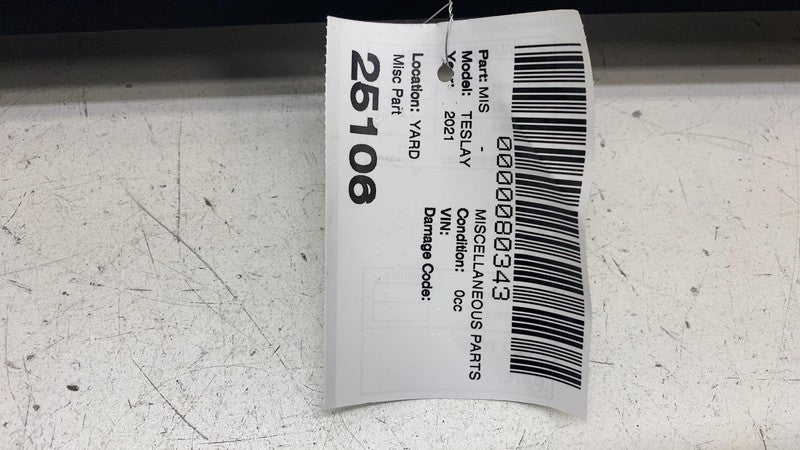 0000080343
Part: MIS - MISCELLANEOUS PARTS
Model: TESLAY Condition: 0cc
Year: 2021 VIN:
Damage Code:
Location: YARD
Misc Part
25106